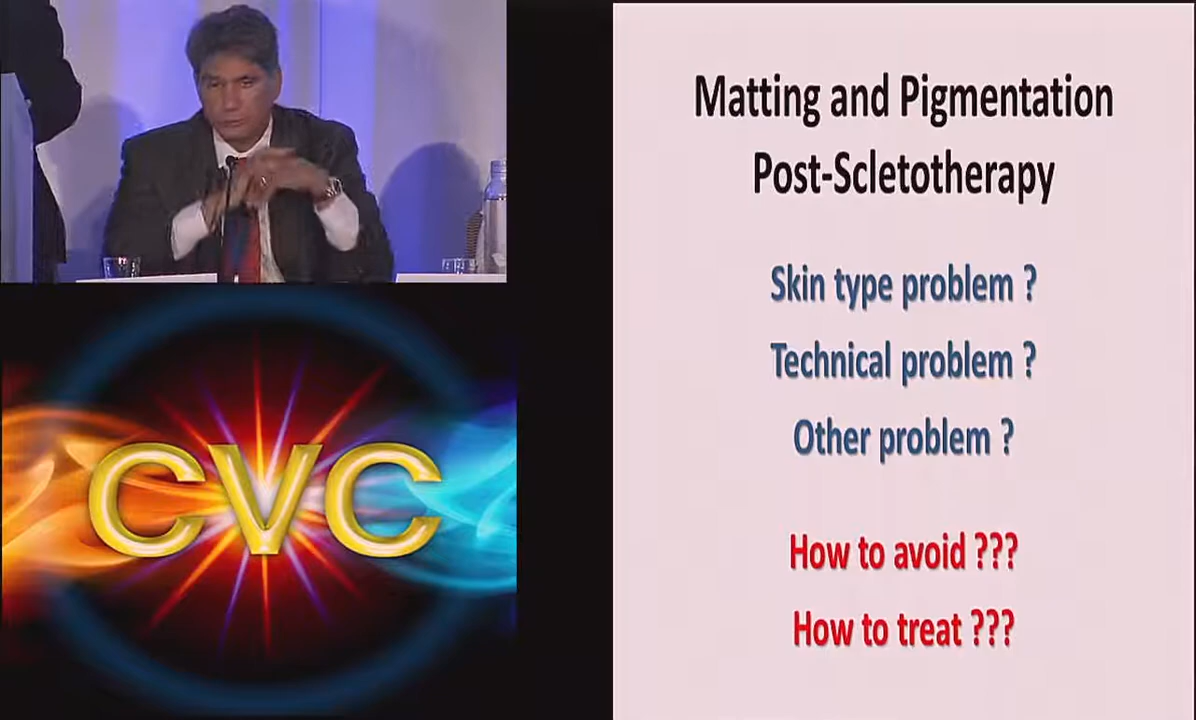 CVC
Matting and Pigmentation
Post-Scletotherapy
Skin type problem ?
Technical problem ?
Other problem ?
How to avoid ???
How to treat ???